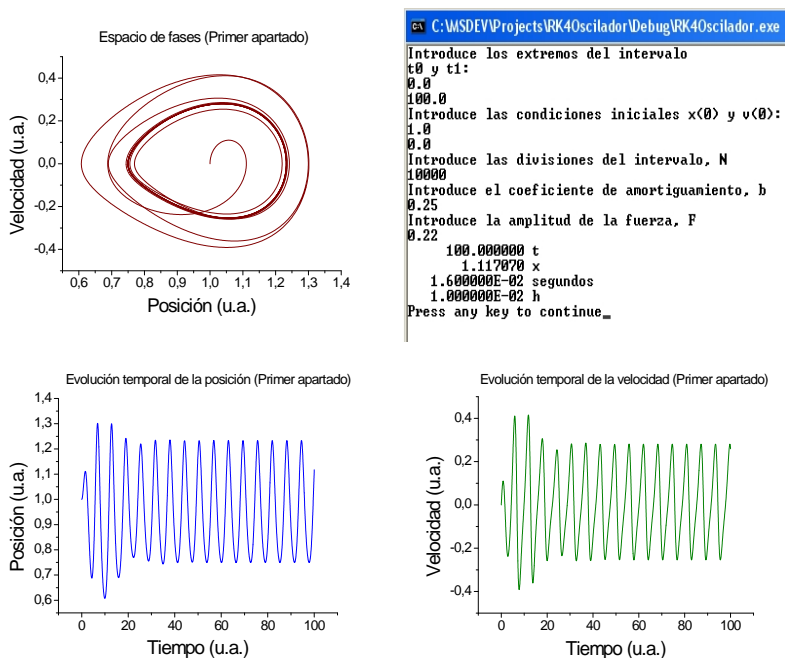 Espacio de fases (Primer apartado)
0,4
0,2
0,0
-0,2
-0,4
Velocidad (u.a.)
0,6 0,7 0,8 0,9 1,0 1,1 1,2 1,3 1,4
Posición (u.a.)
C:\MSDEV\Projects\RK4Oscilador\Debug\RK4Oscilador.exe
Introduce los extremos del intervalo
t0 y t1:
0.0
100.0
Introduce las condiciones iniciales x(0) y v(0):
1.0
0.0
Introduce las divisiones del intervalo, N
10000
Introduce el coeficiente de amortiguamiento, b
0.25
Introduce la amplitud de la fuerza, F
0.22
100.000000 t
1.117070 x
1.600000E-02 segundos
1.000000E-02 h
Press any key to continue_
Evolución temporal de la posición (Primer apartado)
1,4
1,3
1,2
1,1
1,0
0,9
0,8
0,7
0,6
Posición (u.a.)
0 20 40 60 80 100
Tiempo (u.a.)
Evolución temporal de la velocidad (Primer apartado)
0,4
0,2
0,0
-0,2
-0,4
Velocidad (u.a.)
0 20 40 60 80 100
Tiempo (u.a.)